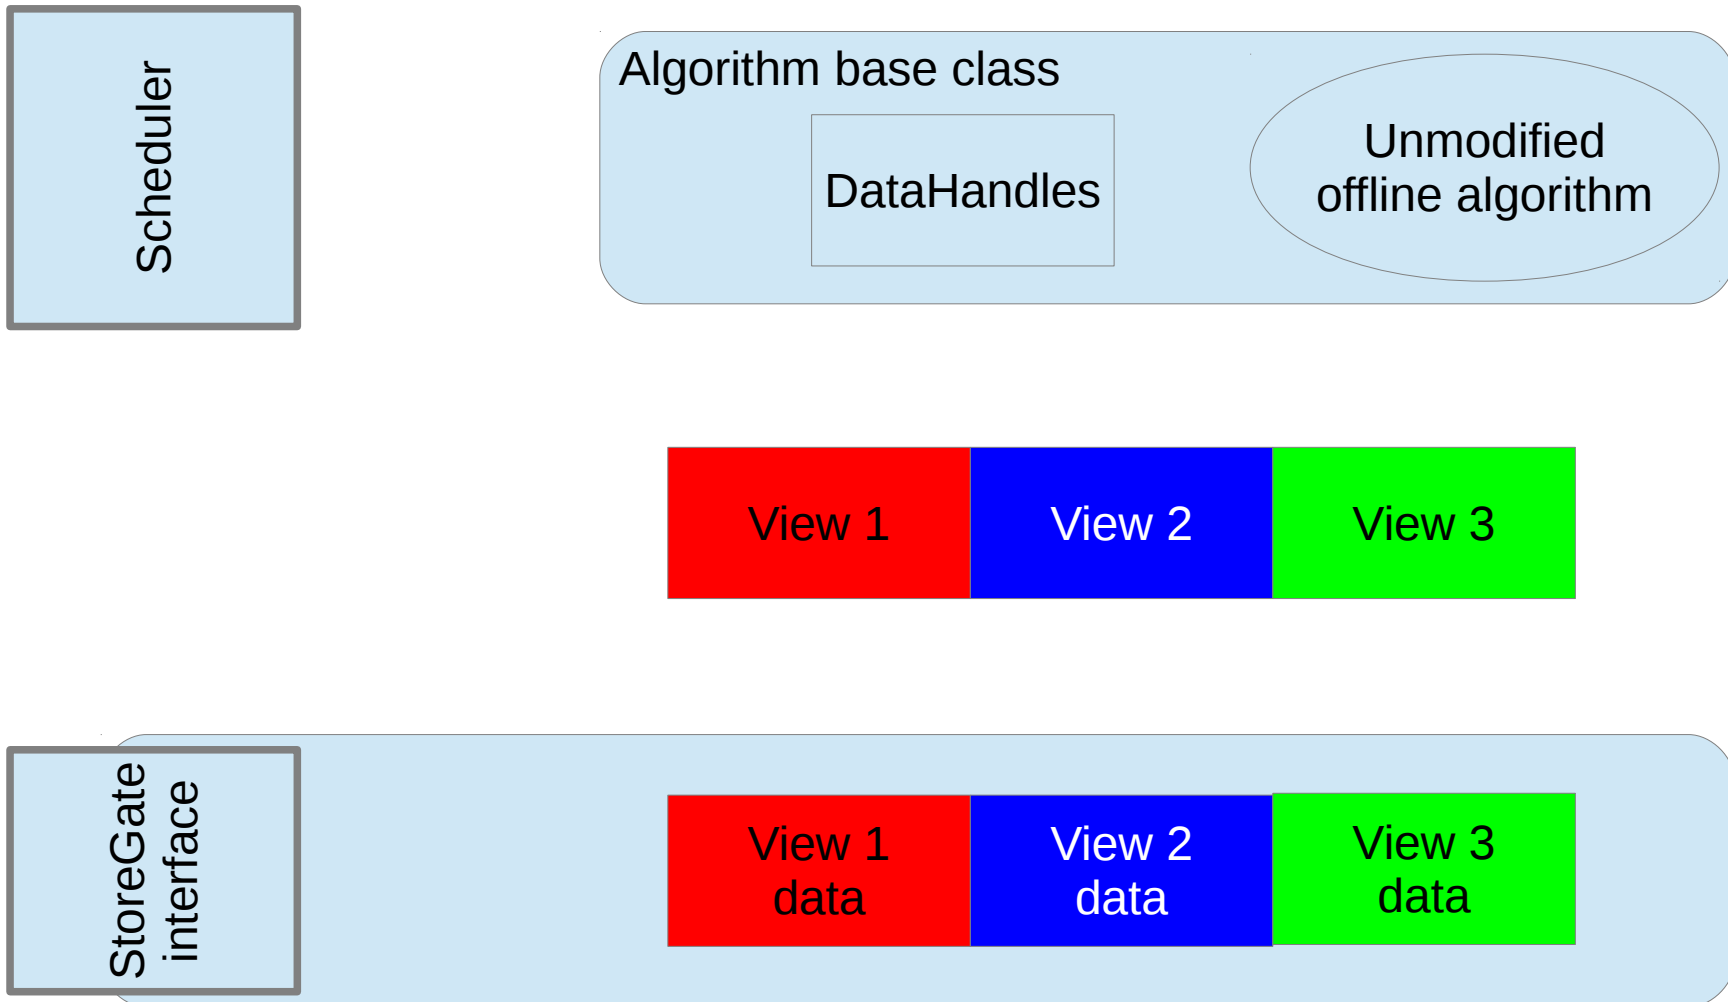 Scheduler
Algorithm base class
DataHandles
Unmodified
offline algorithm
View 1
View 2
View 3
StoreGate
interface
View 1
data
View 2
data
View 3
data